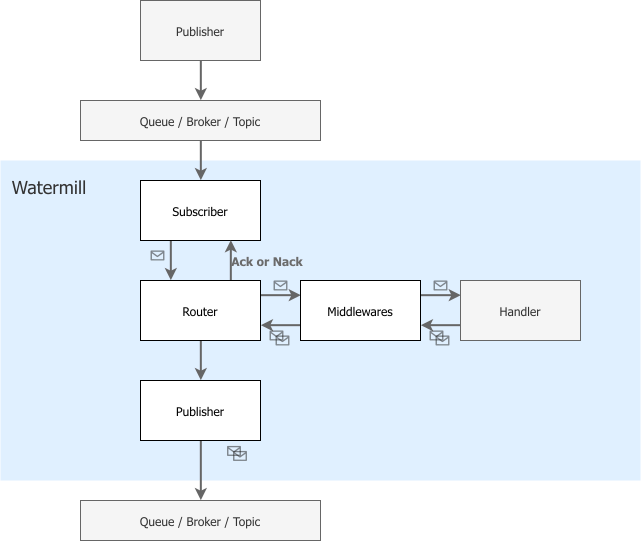 Publisher
Queue / Broker / Topic
Watermill
Subscriber
Ack or Nack
Router
Middlewares
Handler
Publisher
Queue / Broker / Topic